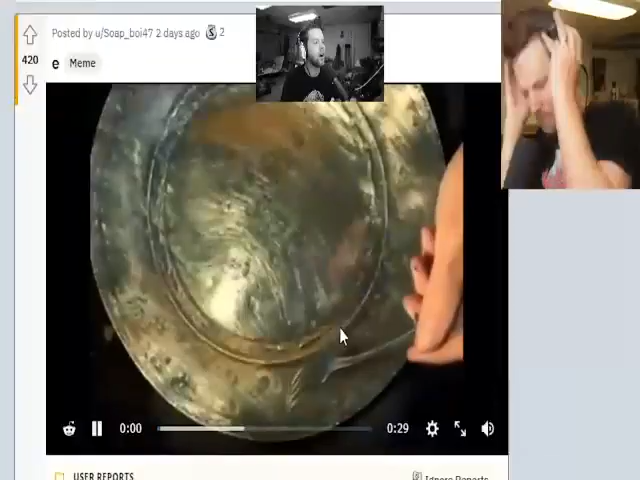 Posted by u/Soap_boi47 2 days ago 2
420
e Meme
0:00 0:29
USER REPORTS Ignore Reports